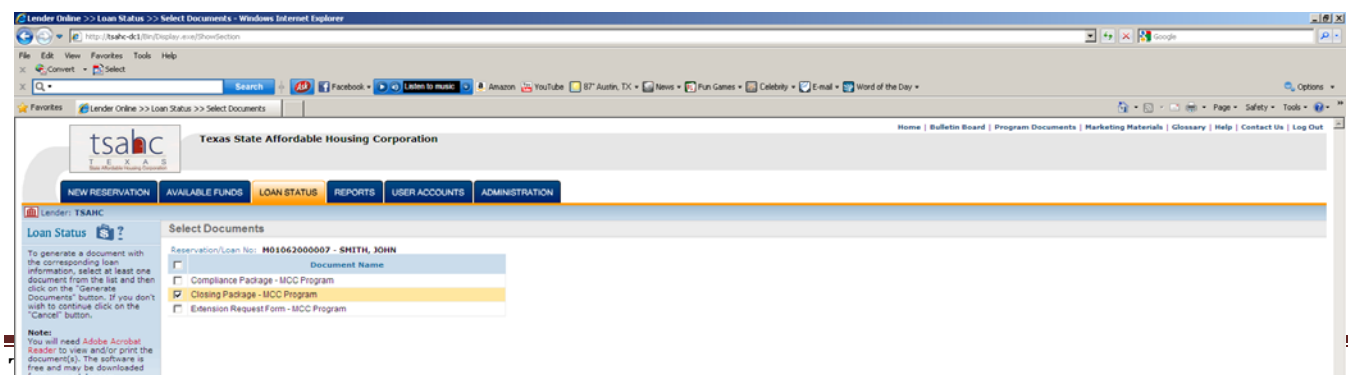 Lender Online >> Loan Status >> Select Documents - Windows Internet Explorer
http://tsahc-dc1/Bin/Display.exe/ShowSection
Google
File Edit View Favorites Tools Help
Convert Select
Search Facebook Listen to music Amazon YouTube 87° Austin, TX News Fun Games Celebrity E-mail Word of the Day Options
Favorites Lender Online >> Loan Status >> Select Documents Page Safety Tools
Home | Bulletin Board | Program Documents | Marketing Materials | Glossary | Help | Contact Us | Log Out
tsahc
TEXAS
State Affordable Housing Corporation
Texas State Affordable Housing Corporation
NEW RESERVATION AVAILABLE FUNDS LOAN STATUS REPORTS USER ACCOUNTS ADMINISTRATION
Lender: TSAHC
Loan Status ?
To generate a document with
the corresponding loan
information, select at least one
document from the list and then
click on the "Generate
Documents" button. If you don't
wish to continue click on the
"Cancel" button.
Note:
You will need Adobe Acrobat
Reader to view and/or print the
document(s). The software is
free and may be downloaded
Select Documents
Reservation/Loan No: M01062000007 - SMITH, JOHN
Document Name
Compliance Package - MCC Program
Closing Package - MCC Program
Extension Request Form - MCC Program